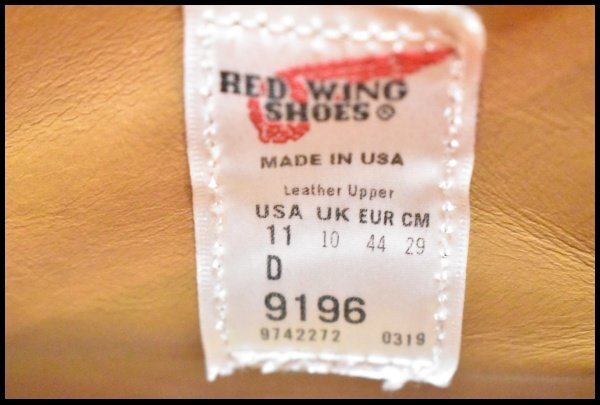 RED WING
SHOES ®
MADE IN USA
Leather Upper
USA UK EUR CM
11 10 44 29
D
9196
9742272 0319